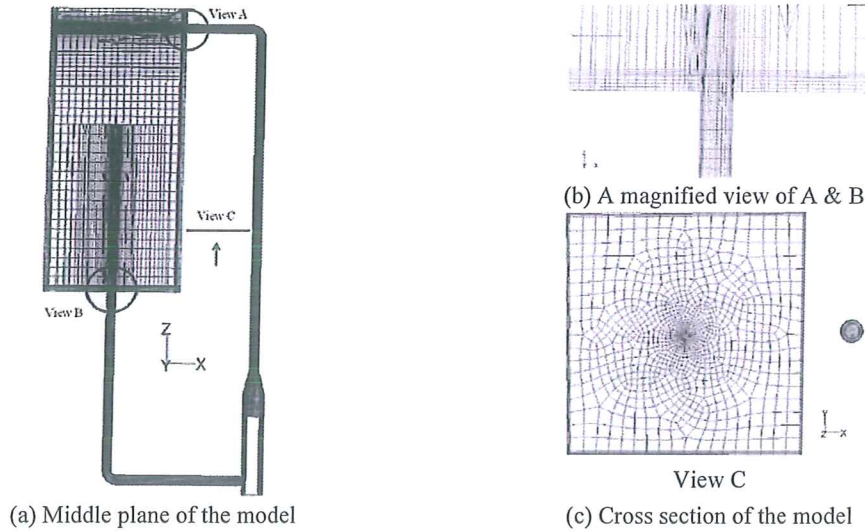 View A
View C
View B
Z
Y X
(a) Middle plane of the model
(b) A magnified view of A & B
Y
Z X
View C
(c) Cross section of the model